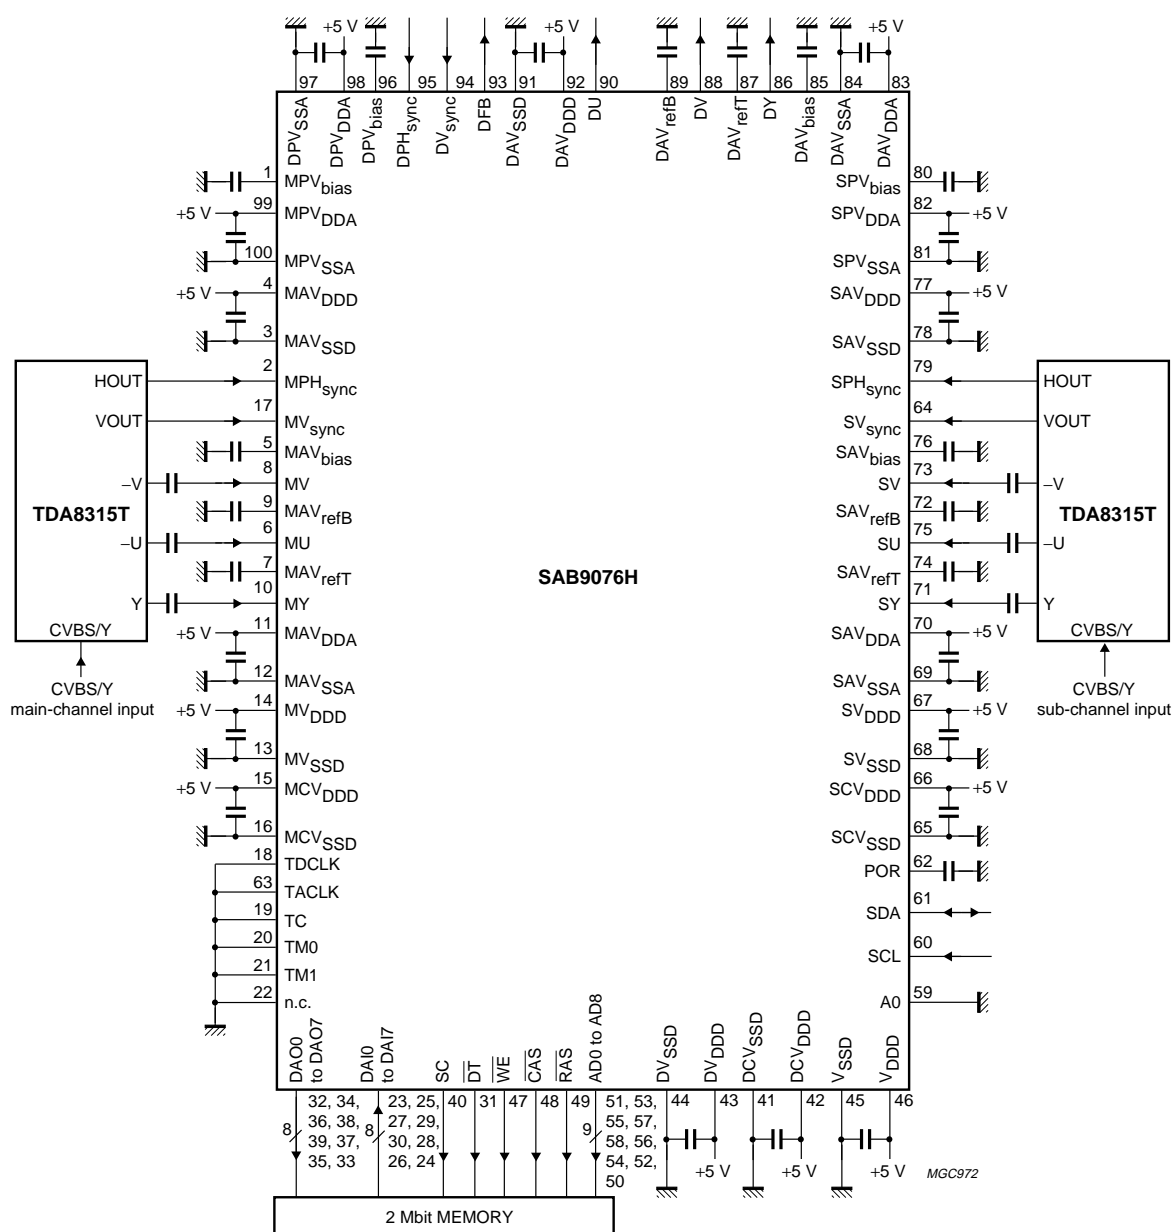 +5 V
+5 V
+5 V
97 98 96 95 94 93 91 92 90 89 88 87 86 85 84 83
DPVSSA
DPVDDA
DPVbias
DPHsync
DVsync
DFB
DAVSSD
DAVDDD
DU
DAVrefB
DV
DAVrefT
DY
DAVbias
DAVSSA
DAVDDA
1 MPVbias
+5 V 99 MPVDDA
100 MPVSSA
+5 V 4 MAVDDD
3 MAVSSD
HOUT 2 MPHsync
VOUT 17 MVsync
5 MAVbias
–V 8 MV
9 MAVrefB
TDA8315T
–U 6 MU
7 MAVrefT
Y 10 MY
CVBS/Y
+5 V 11 MAVDDA
12 MAVSSA
CVBS/Y
main-channel input
+5 V 14 MVDDD
13 MVSSD
+5 V 15 MCVDDD
16 MCVSSD
18 TDCLK
63 TACLK
19 TC
20 TM0
21 TM1
22 n.c.
SAB9076H
SPVbias 80
SPVDDA 82 +5 V
SPVSSA 81
SAVDDD 77 +5 V
SAVSSD 78
SPHsync 79 HOUT
SVsync 64 VOUT
SAVbias 76
SV 73 –V
SAVrefB 72
TDA8315T
SU 75 –U
SAVrefT 74
SY 71 Y
CVBS/Y
SAVDDA 70 +5 V
SAVSSA 69
CVBS/Y
sub-channel input
SVDDD 67 +5 V
SVSSD 68
SCVDDD 66 +5 V
SCVSSD 65
POR 62
SDA 61
SCL 60
A0 59
DAO0
to DAO7
DAI0
to DAI7
SC
DT
WE
CAS
RAS
AD0 to AD8
DVSSD
DVDDD
DCVSSD
DCVDDD
VSSD
VDDD
8
32, 34,
36, 38,
39, 37,
35, 33
8
23, 25,
27, 29,
30, 28,
26, 24
40 31 47 48 49
9
51, 53,
55, 57,
58, 56,
54, 52,
50
44 43 41 42 45 46
+5 V
+5 V
+5 V
MGC972
2 Mbit MEMORY